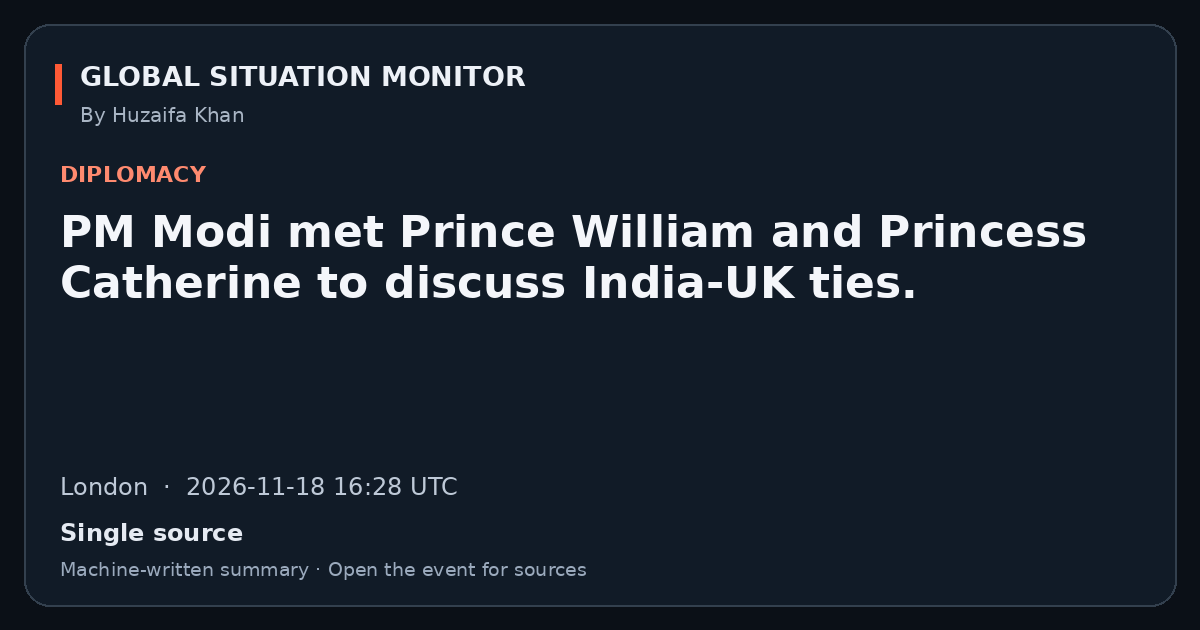 GLOBAL SITUATION MONITOR
By Huzaifa Khan
DIPLOMACY
PM Modi met Prince William and Princess
Catherine to discuss India-UK ties.
London · 2026-11-18 16:28 UTC
Single source
Machine-written summary · Open the event for sources